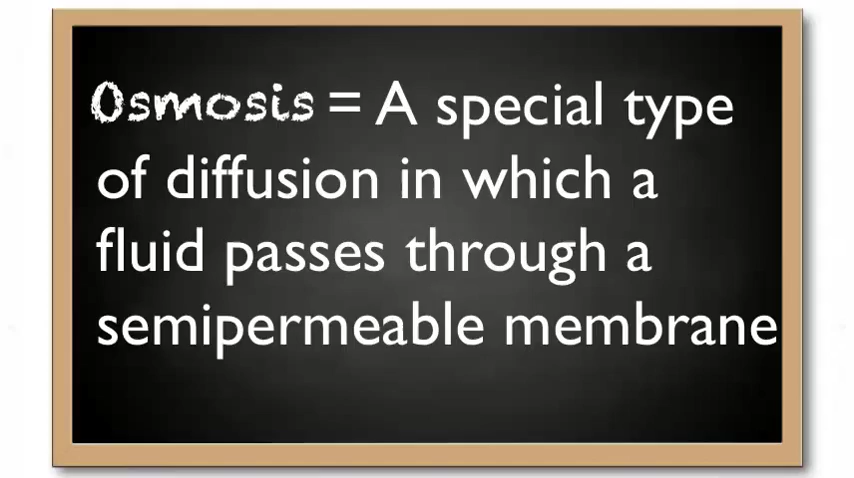 Osmosis = A special type
of diffusion in which a
fluid passes through a
semipermeable membrane